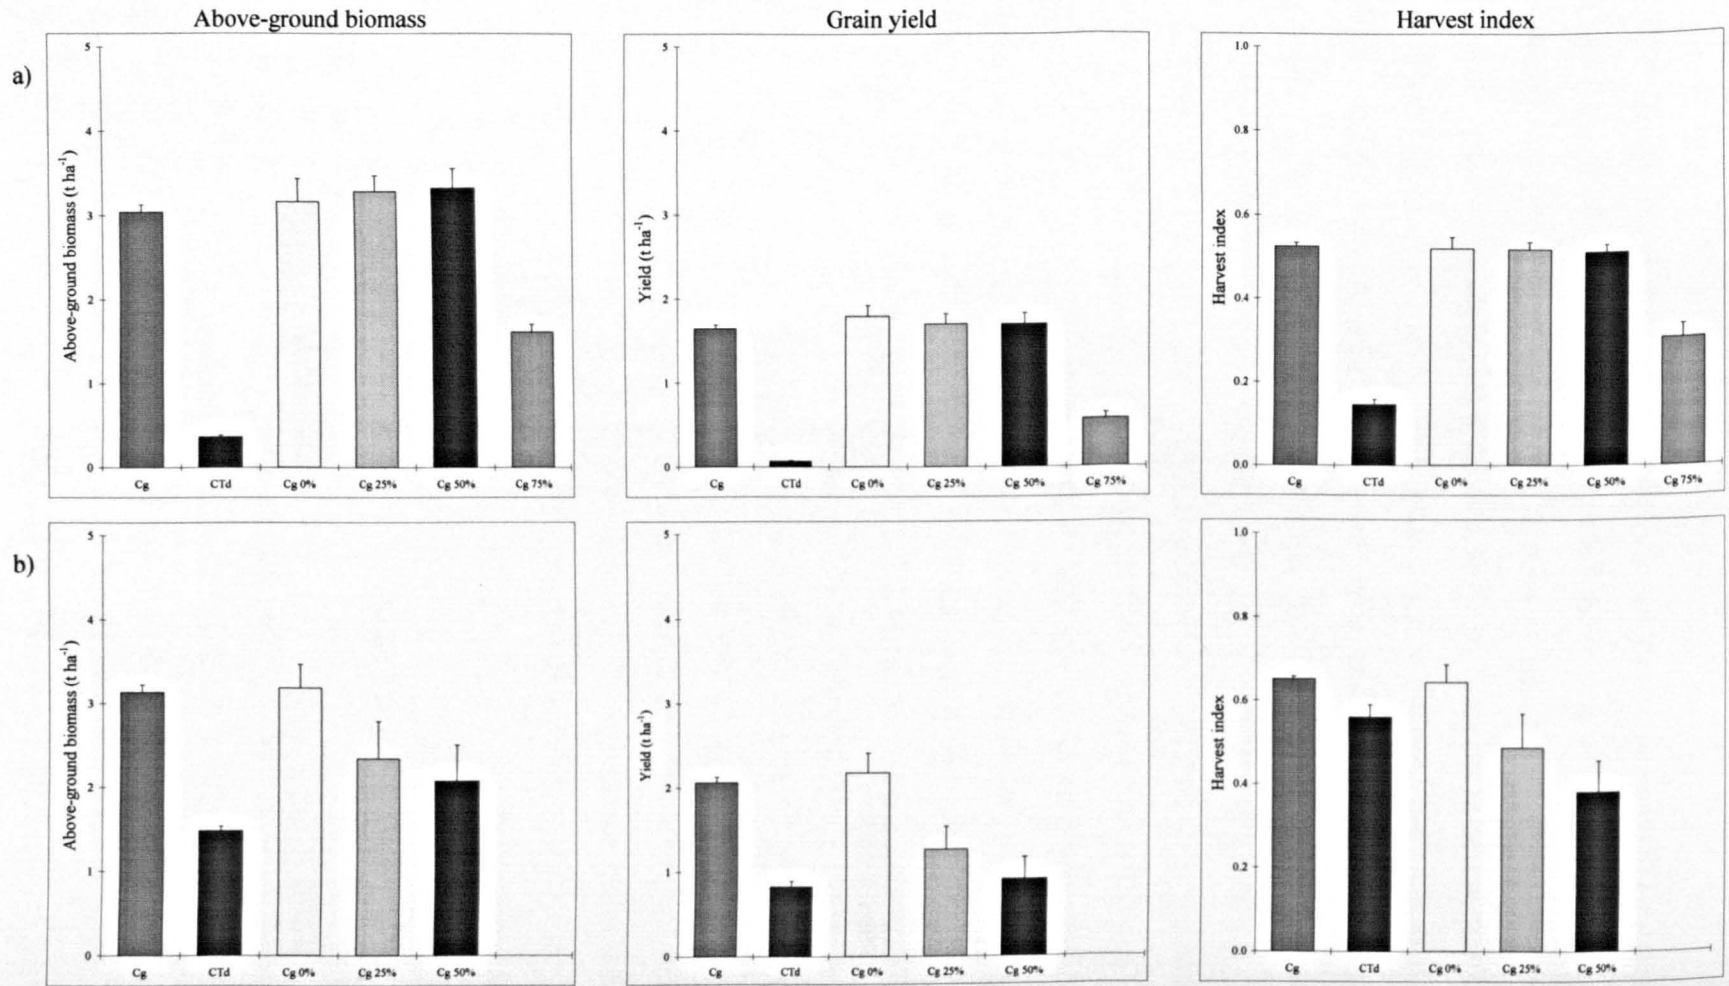 Above-ground biomass
Grain yield
Harvest index
a)
Above-ground biomass (t ha⁻¹)
5
4
3
2
1
0
Cg CTd Cg 0% Cg 25% Cg 50% Cg 75%
Yield (t ha⁻¹)
5
4
3
2
1
0
Cg CTd Cg 0% Cg 25% Cg 50% Cg 75%
Harvest index
1.0
0.8
0.6
0.4
0.2
0.0
Cg CTd Cg 0% Cg 25% Cg 50% Cg 75%
b)
Above-ground biomass (t ha⁻¹)
5
4
3
2
1
0
Cg CTd Cg 0% Cg 25% Cg 50%
Yield (t ha⁻¹)
5
4
3
2
1
0
Cg CTd Cg 0% Cg 25% Cg 50%
Harvest index
1.0
0.8
0.6
0.4
0.2
0.0
Cg CTd Cg 0% Cg 25% Cg 50%